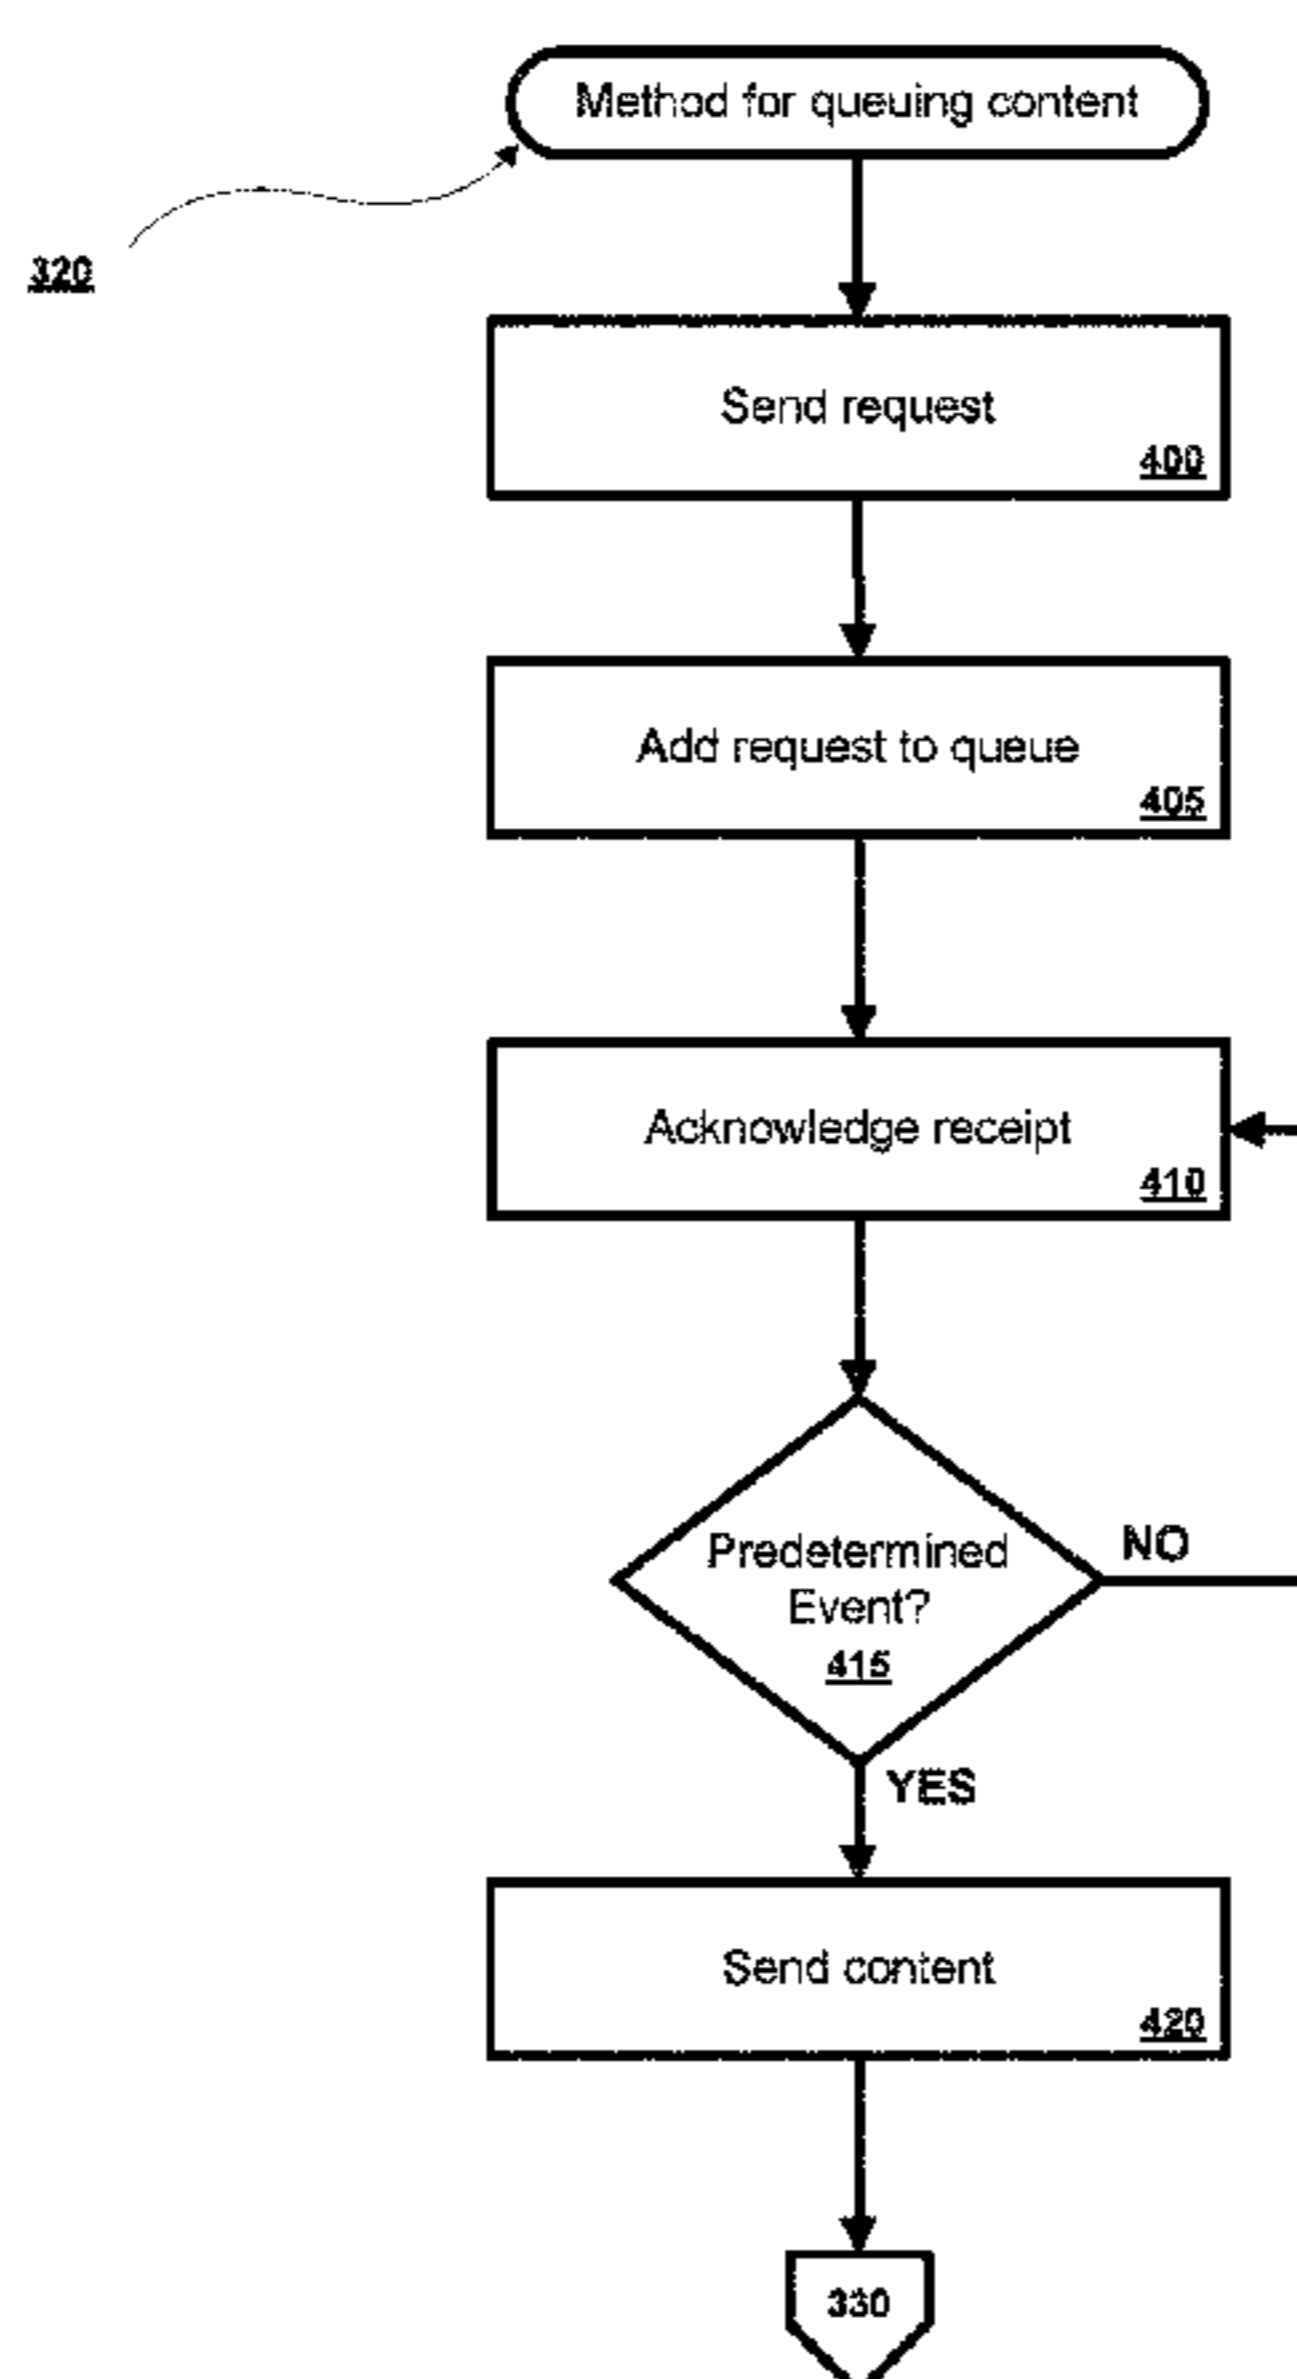 Method for queuing content
320
Send request
400
Add request to queue
405
Acknowledge receipt
410
Predetermined
Event?
415
NO
YES
Send content
420
330